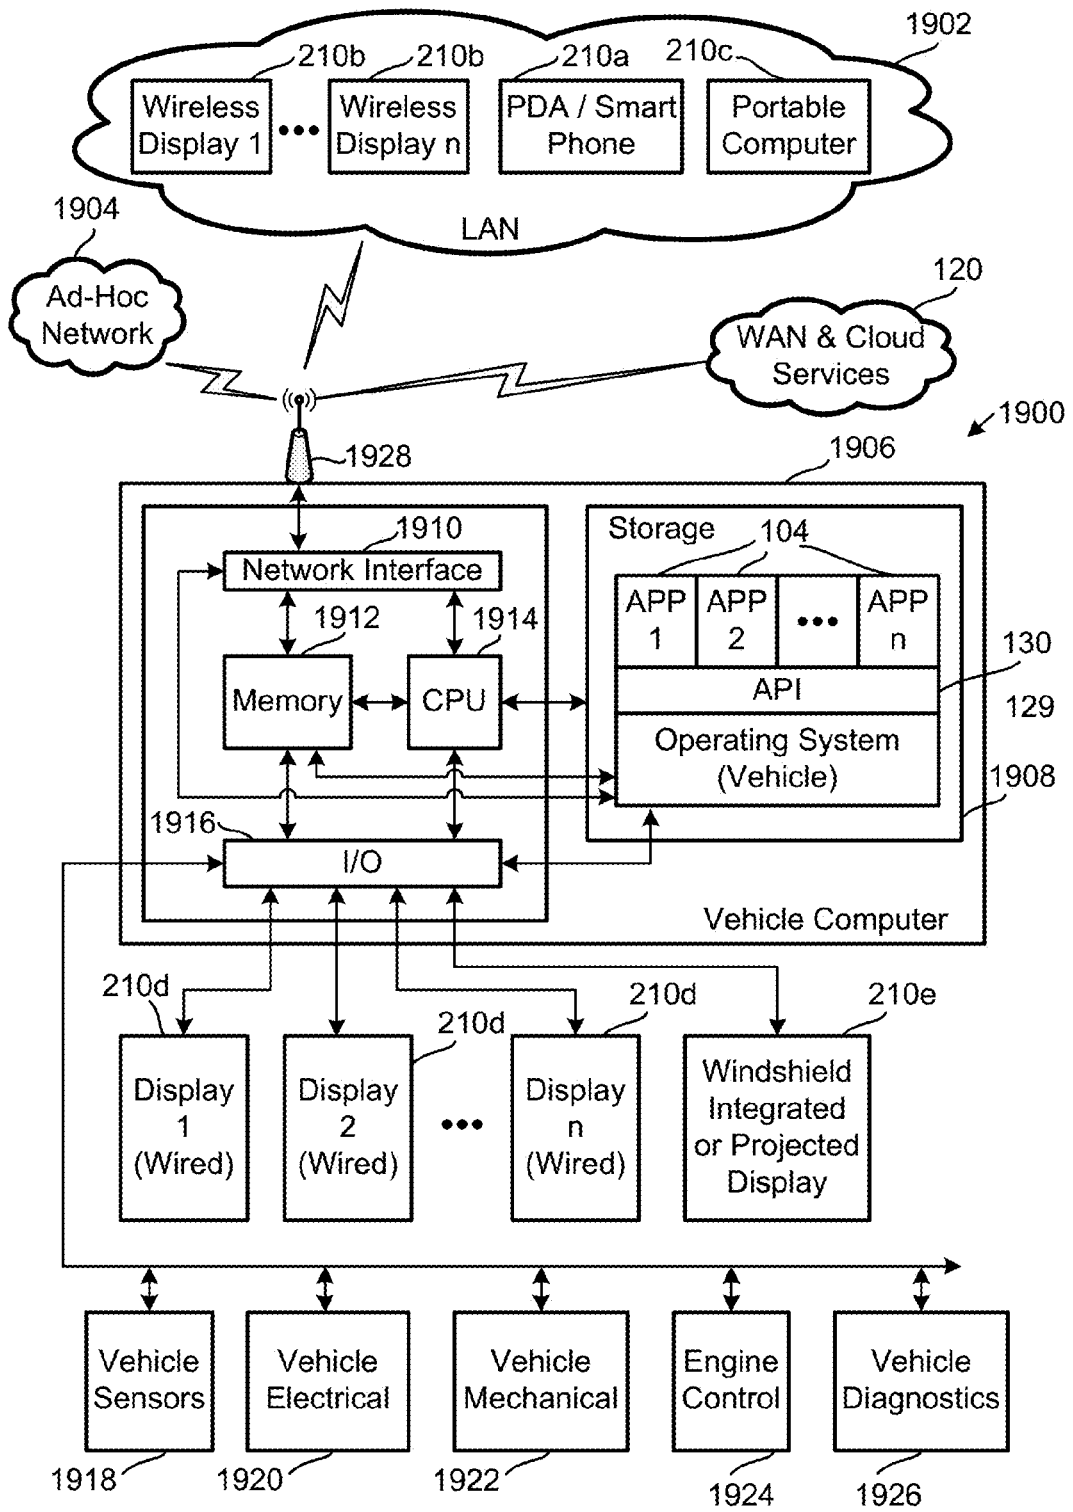 1902
210b
210b
210a
210c
Wireless
Display 1
Wireless
Display n
PDA / Smart
Phone
Portable
Computer
LAN
1904
Ad-Hoc
Network
120
WAN & Cloud
Services
1900
1928
1906
1910
Network Interface
Storage
104
APP
1
APP
2
APP
n
1912
1914
Memory
CPU
API
130
129
Operating System
(Vehicle)
1908
1916
I/O
Vehicle Computer
210d
210d
210d
210e
Display
1
(Wired)
Display
2
(Wired)
Display
n
(Wired)
Windshield
Integrated
or Projected
Display
Vehicle
Sensors
Vehicle
Electrical
Vehicle
Mechanical
Engine
Control
Vehicle
Diagnostics
1918
1920
1922
1924
1926